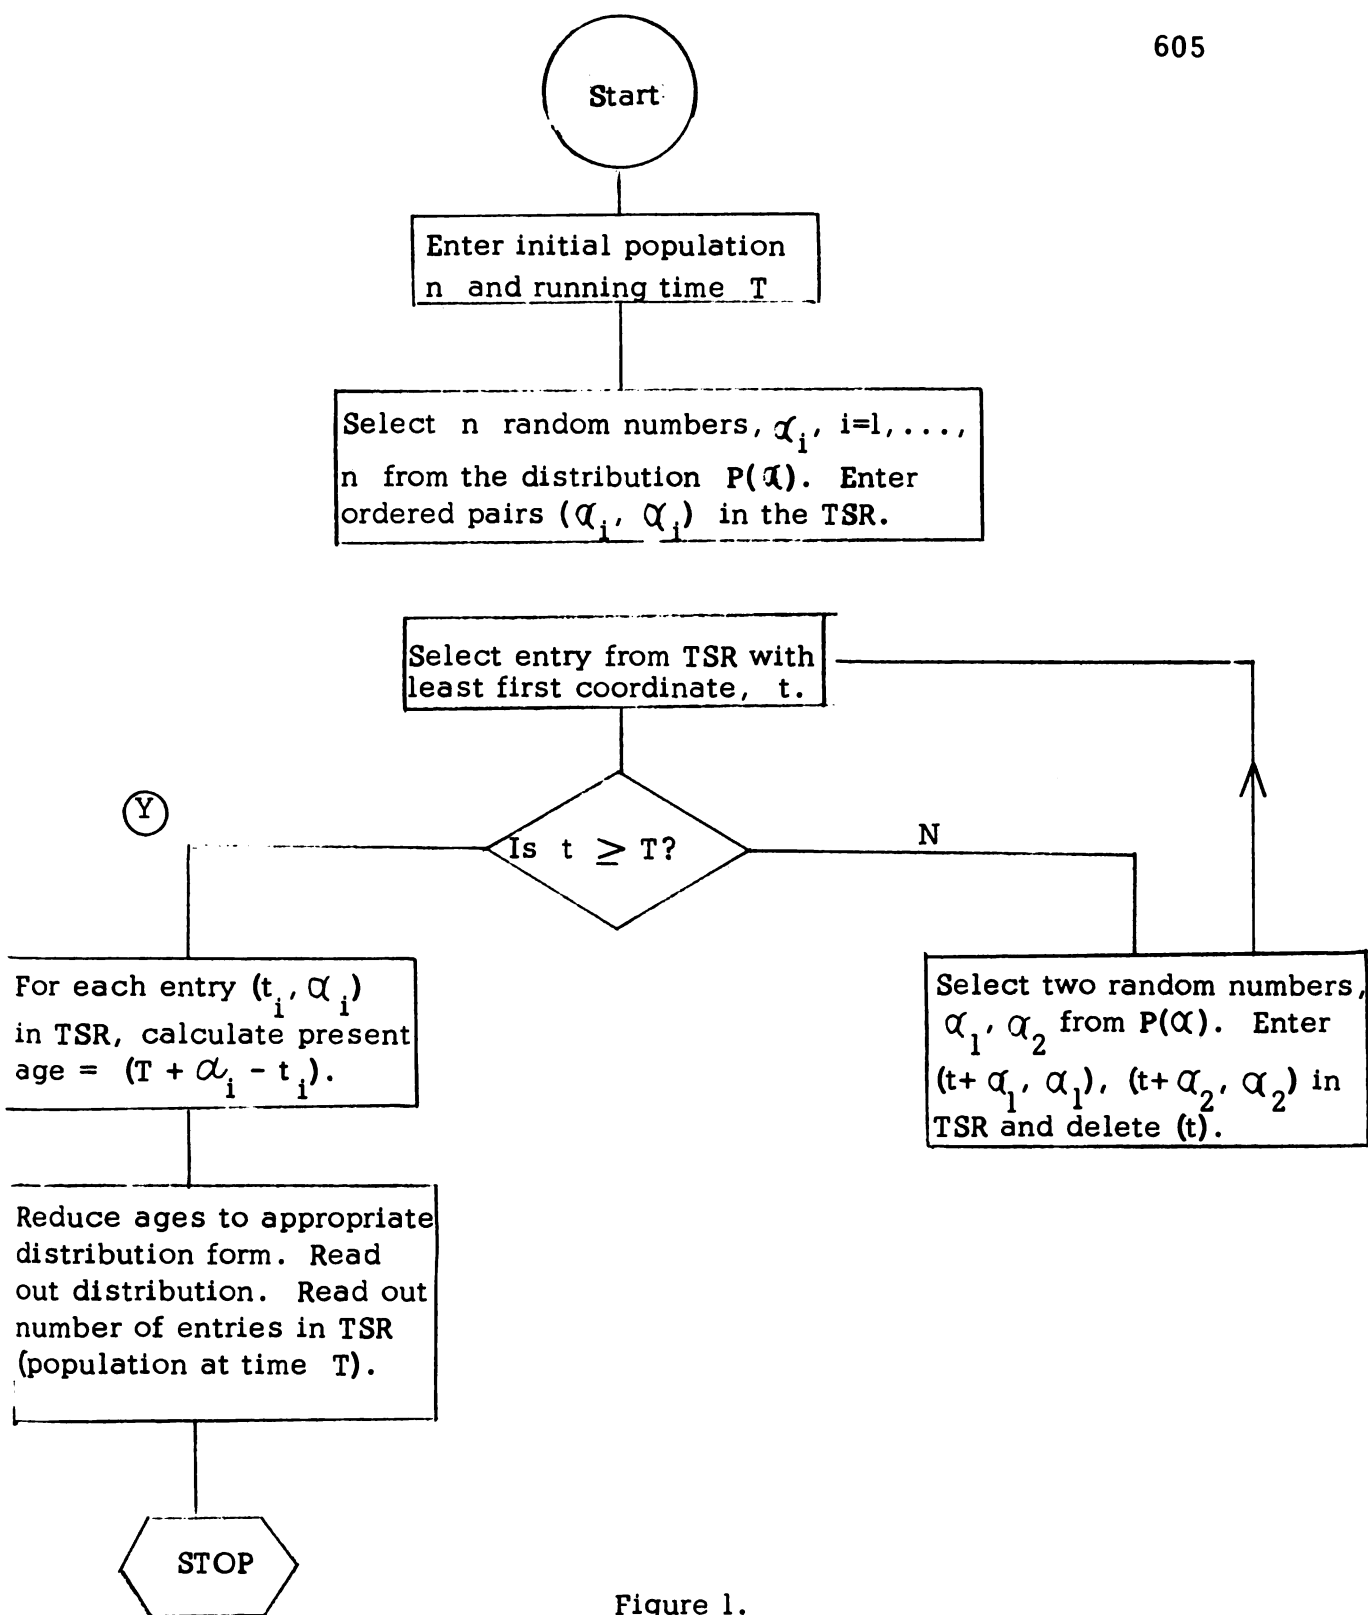 605
Start
Enter initial population
n and running time T
Select n random numbers, α_i, i=1,...,
n from the distribution P(α). Enter
ordered pairs (α_i, α_i) in the TSR.
Select entry from TSR with
least first coordinate, t.
Y
Is t ≥ T?
N
For each entry (t_i, α_i)
in TSR, calculate present
age = (T + α_i - t_i).
Select two random numbers,
α_1, α_2 from P(α). Enter
(t+ α_1, α_1), (t+ α_2, α_2) in
TSR and delete (t).
Reduce ages to appropriate
distribution form. Read
out distribution. Read out
number of entries in TSR
(population at time T).
STOP
Figure 1.